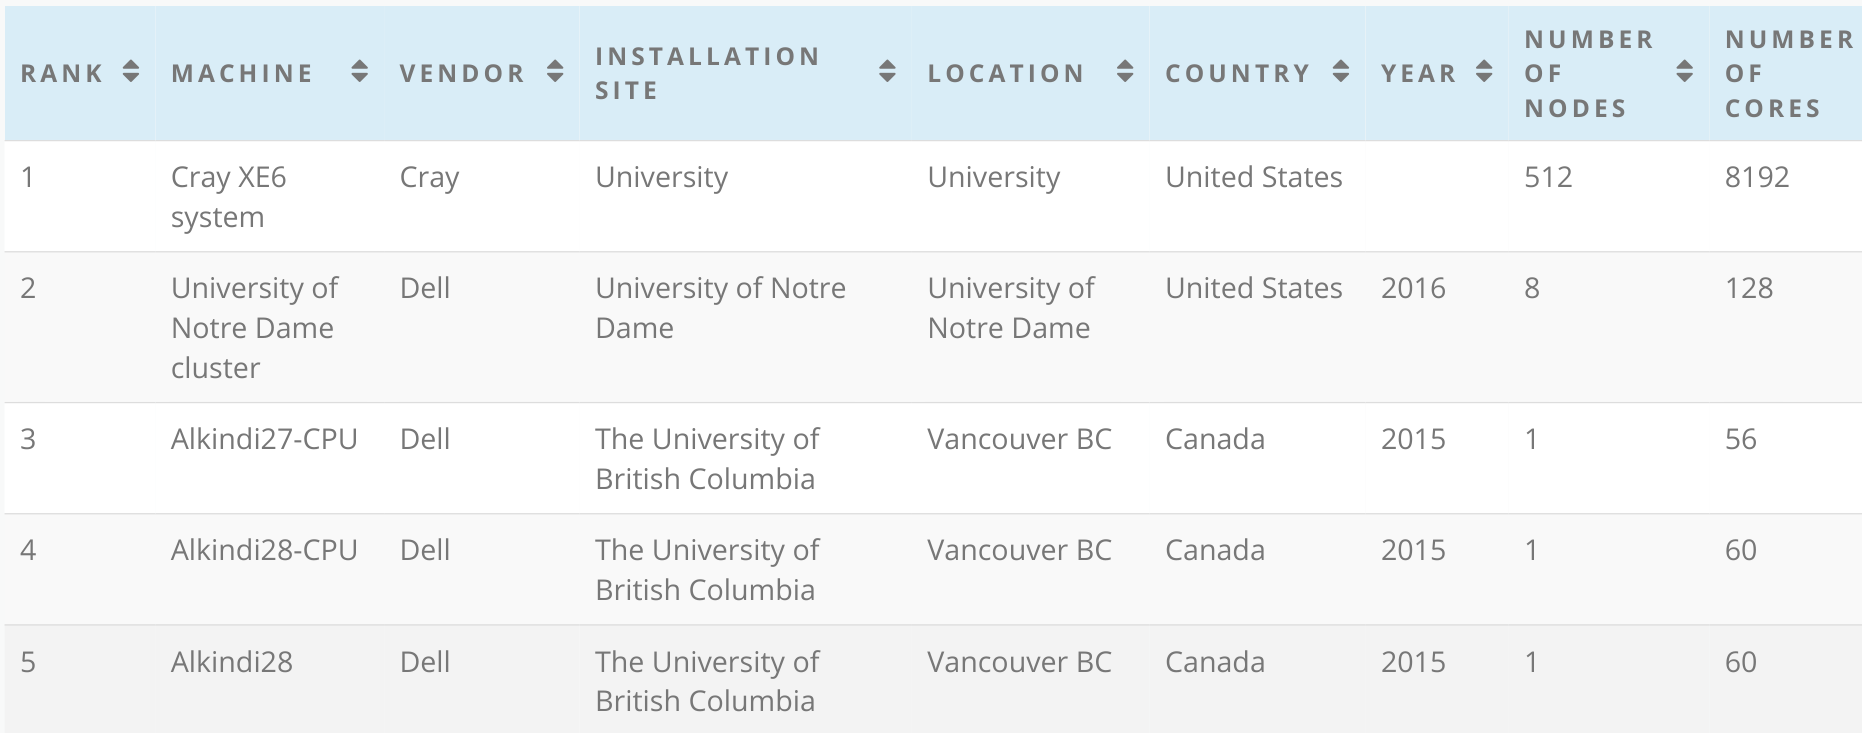 RANK MACHINE VENDOR INSTALLATION SITE LOCATION COUNTRY YEAR NUMBER OF NODES NUMBER OF CORES
1 Cray XE6 system Cray University University United States 512 8192
2 University of Notre Dame cluster Dell University of Notre Dame University of Notre Dame United States 2016 8 128
3 Alkindi27-CPU Dell The University of British Columbia Vancouver BC Canada 2015 1 56
4 Alkindi28-CPU Dell The University of British Columbia Vancouver BC Canada 2015 1 60
5 Alkindi28 Dell The University of British Columbia Vancouver BC Canada 2015 1 60